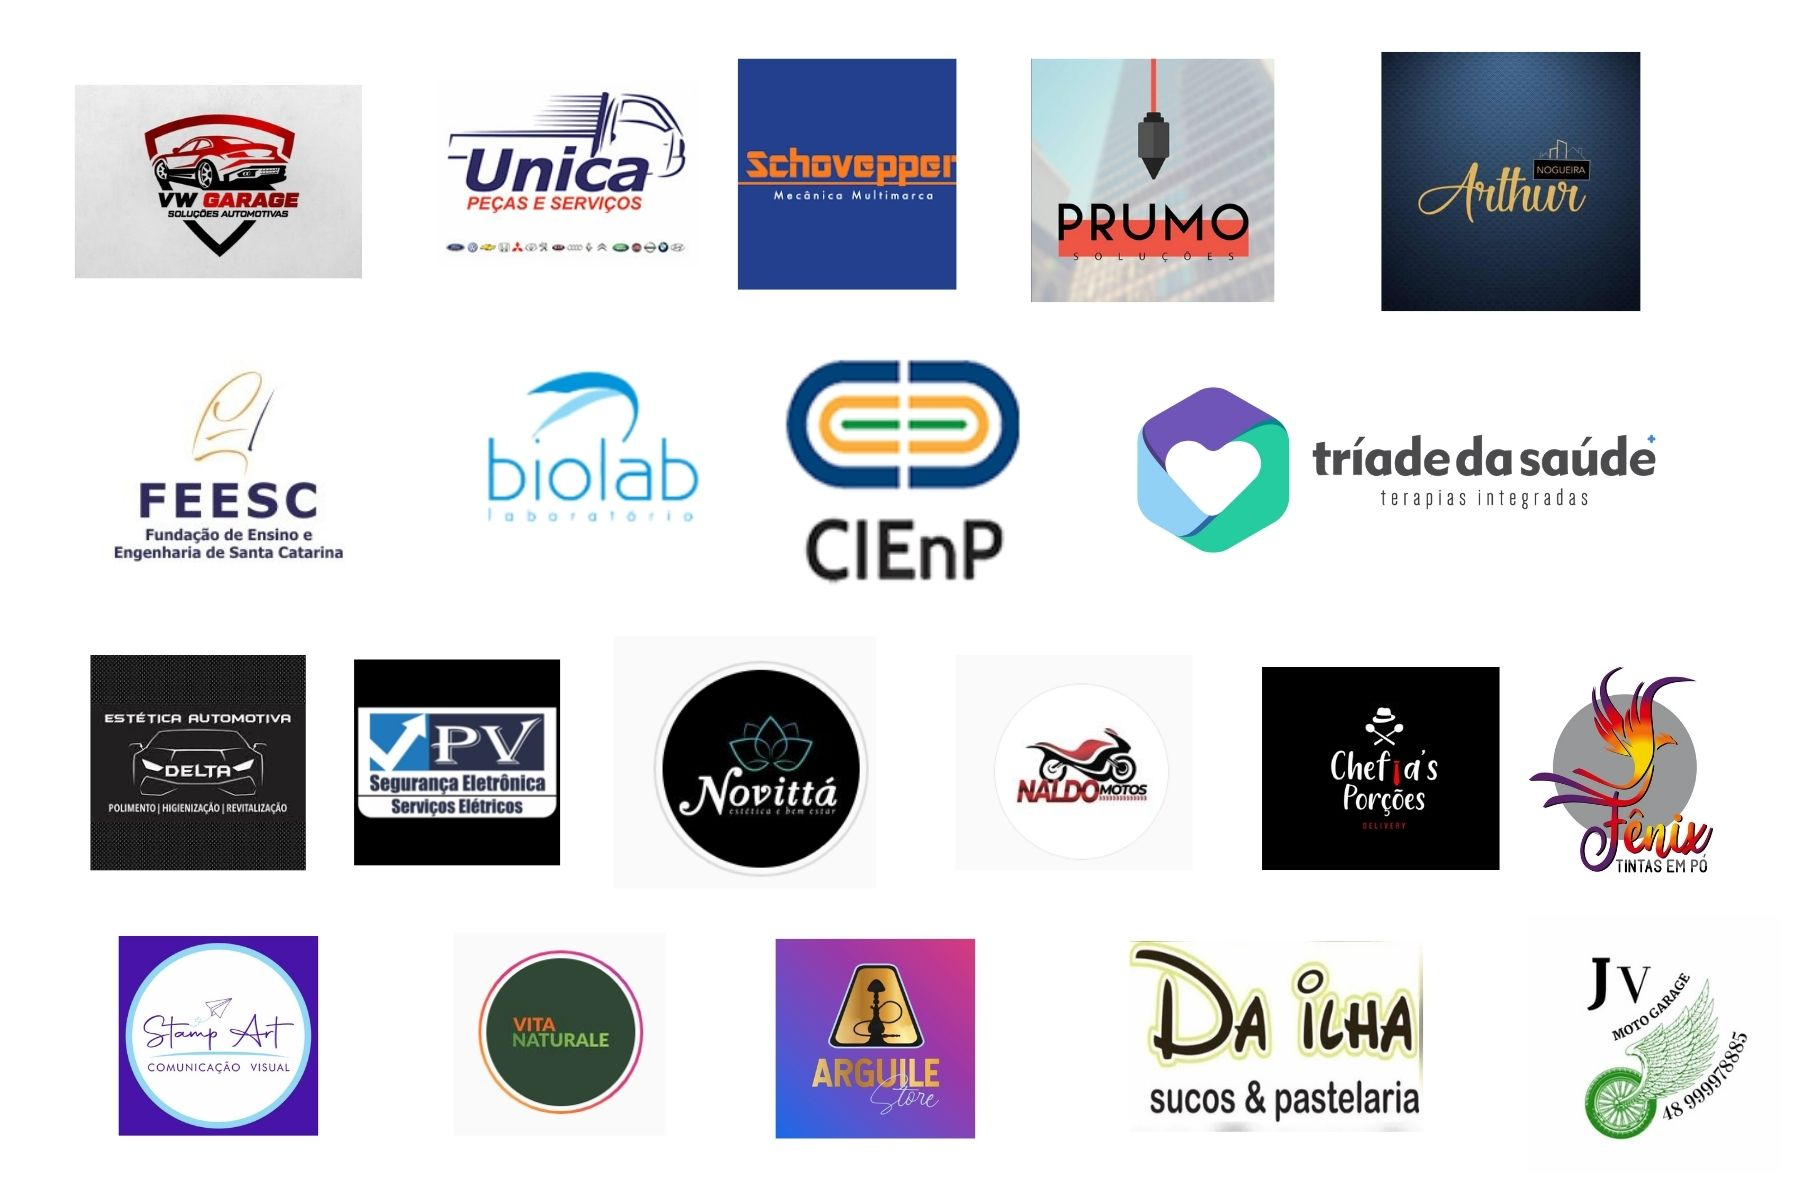 VW GARAGE
SOLUÇÕES AUTOMOTIVAS
Unica
PEÇAS E SERVIÇOS
Schovepper
Mecânica Multimarca
PRUMO
SOLUÇÕES
NOGUEIRA
Arthur
FEESC
Fundação de Ensino e
Engenharia de Santa Catarina
biolab
laboratório
CIEnP
tríade da saúde
terapias integradas
ESTÉTICA AUTOMOTIVA
DELTA
POLIMENTO | HIGIENIZAÇÃO | REVITALIZAÇÃO
PV
Segurança Eletrônica
Serviços Elétricos
Novittá
estética e bem estar
NALDO MOTOS
Chefia's
Porções
DELIVERY
Fênix
TINTAS EM PÓ
Stamp Art
COMUNICAÇÃO VISUAL
VITA
NATURALE
ARGUILE
Store
DA iLHA
sucos & pastelaria
JV
MOTO GARAGE
48 999978885